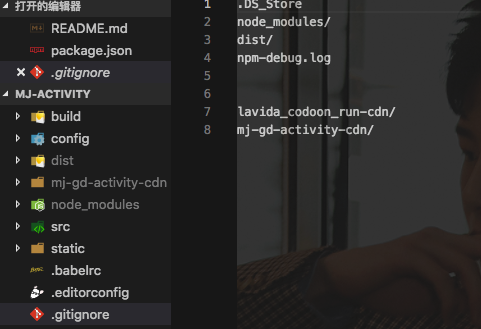 打开的编辑器
README.md
package.json
.gitignore
MJ-ACTIVITY
build
config
dist
mj-gd-activity-cdn
node_modules
src
static
.babelrc
.editorconfig
.gitignore
1 .DS_Store
2 node_modules/
3 dist/
4 npm-debug.log
5
6
7 lavida_codoon_run-cdn/
8 mj-gd-activity-cdn/